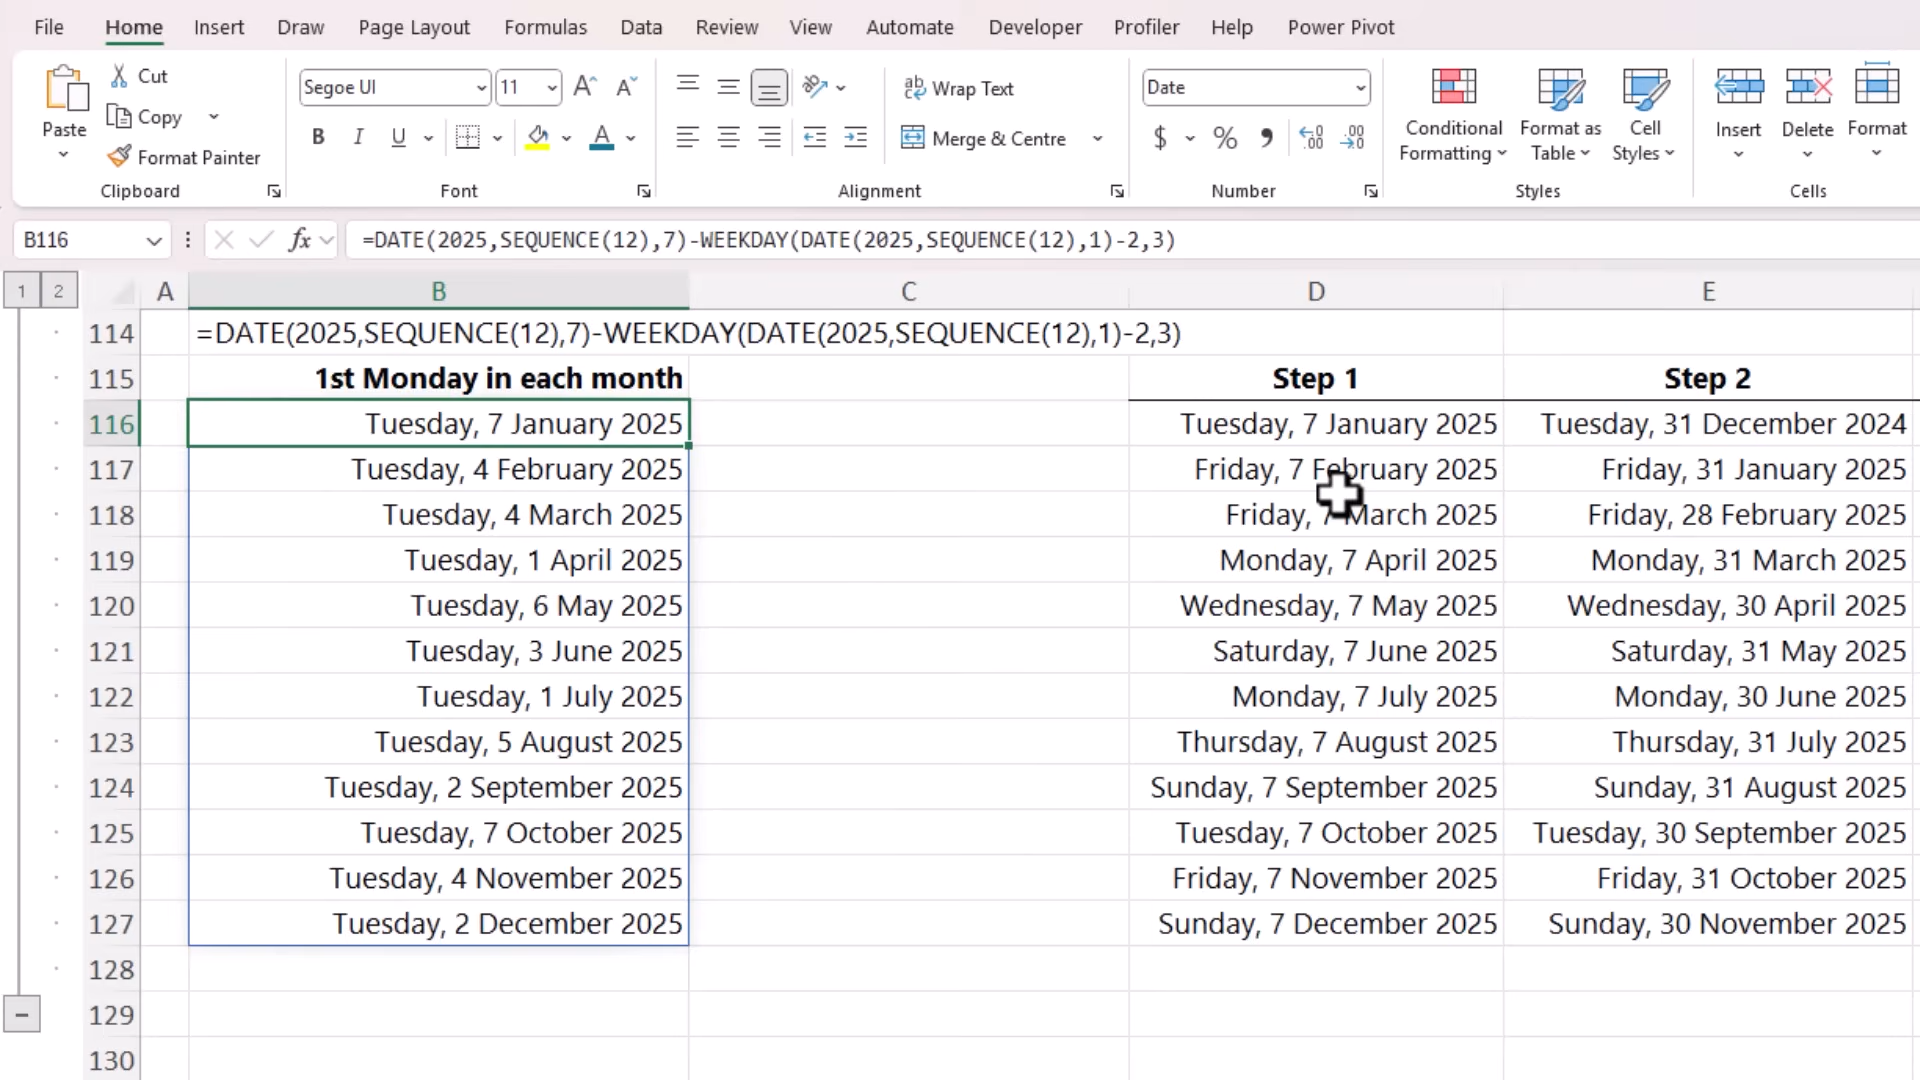 File Home Insert Draw Page Layout Formulas Data Review View Automate Developer Profiler Help Power Pivot
Paste
Cut
Copy
Format Painter
Clipboard
Segoe UI 11
B I U
Font
Wrap Text
Merge & Centre
Alignment
Date
$ % ,
Number
Conditional Formatting
Format as Table
Cell Styles
Styles
Insert Delete Format
Cells
B116 fx =DATE(2025,SEQUENCE(12),7)-WEEKDAY(DATE(2025,SEQUENCE(12),1)-2,3)
1 2 A B C D E
114 =DATE(2025,SEQUENCE(12),7)-WEEKDAY(DATE(2025,SEQUENCE(12),1)-2,3)
115 1st Monday in each month Step 1 Step 2
116 Tuesday, 7 January 2025 Tuesday, 7 January 2025 Tuesday, 31 December 2024
117 Tuesday, 4 February 2025 Friday, 7 February 2025 Friday, 31 January 2025
118 Tuesday, 4 March 2025 Friday, 7 March 2025 Friday, 28 February 2025
119 Tuesday, 1 April 2025 Monday, 7 April 2025 Monday, 31 March 2025
120 Tuesday, 6 May 2025 Wednesday, 7 May 2025 Wednesday, 30 April 2025
121 Tuesday, 3 June 2025 Saturday, 7 June 2025 Saturday, 31 May 2025
122 Tuesday, 1 July 2025 Monday, 7 July 2025 Monday, 30 June 2025
123 Tuesday, 5 August 2025 Thursday, 7 August 2025 Thursday, 31 July 2025
124 Tuesday, 2 September 2025 Sunday, 7 September 2025 Sunday, 31 August 2025
125 Tuesday, 7 October 2025 Tuesday, 7 October 2025 Tuesday, 30 September 2025
126 Tuesday, 4 November 2025 Friday, 7 November 2025 Friday, 31 October 2025
127 Tuesday, 2 December 2025 Sunday, 7 December 2025 Sunday, 30 November 2025
128
129
130